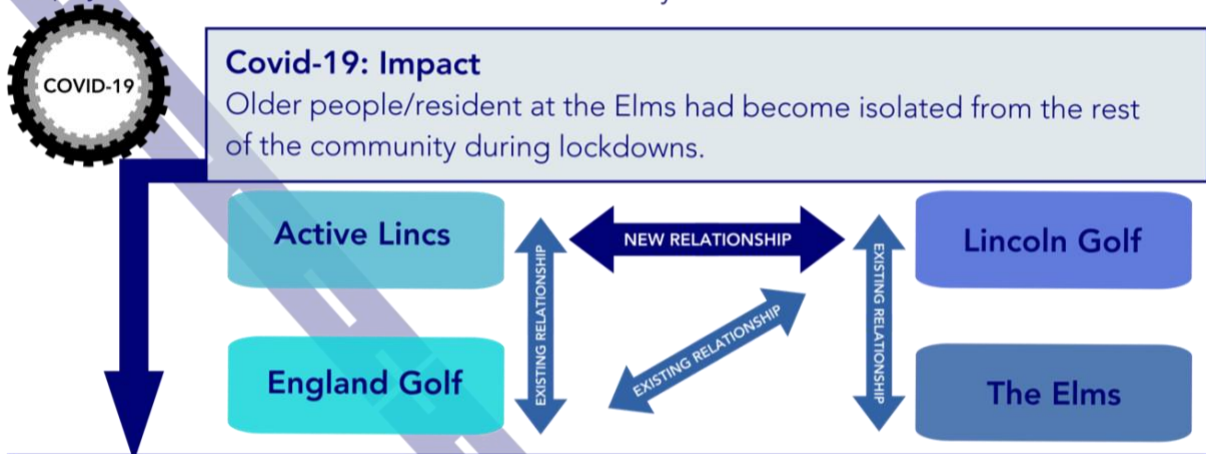 COVID-19
Covid-19: Impact
Older people/resident at the Elms had become isolated from the rest
of the community during lockdowns.
Active Lincs
EXISTING RELATIONSHIP
NEW RELATIONSHIP
EXISTING RELATIONSHIP
Lincoln Golf
England Golf
EXISTING RELATIONSHIP
The Elms